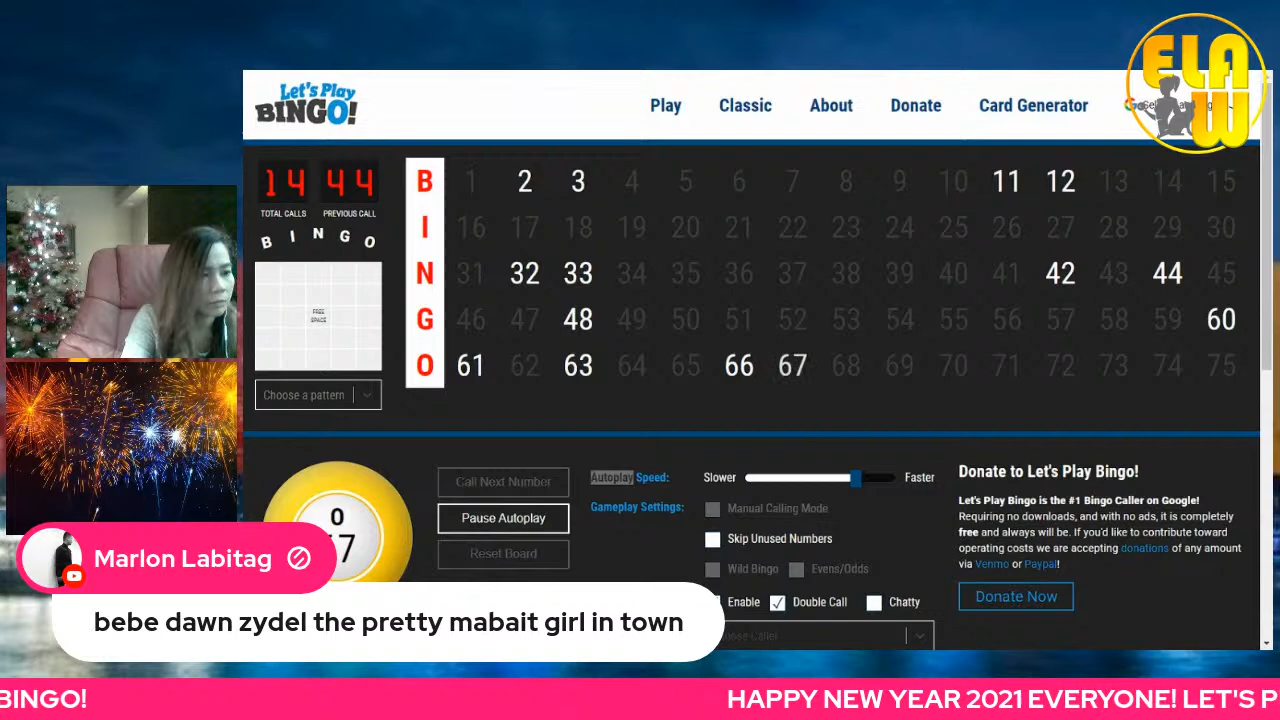 ELA
W
Let's Play
BINGO!
Play
Classic
About
Donate
Card Generator
14 44
TOTAL CALLS PREVIOUS CALL
B I N G O
FREE
SPACE
Choose a pattern
B 1 2 3 4 5 6 7 8 9 10 11 12 13 14 15
I 16 17 18 19 20 21 22 23 24 25 26 27 28 29 30
N 31 32 33 34 35 36 37 38 39 40 41 42 43 44 45
G 46 47 48 49 50 51 52 53 54 55 56 57 58 59 60
O 61 62 63 64 65 66 67 68 69 70 71 72 73 74 75
O
Call Next Number
Pause Autoplay
Reset Board
Autoplay Speed:
Slower
Faster
Gameplay Settings:
Manual Calling Mode
Skip Unused Numbers
Wild Bingo
Evens/Odds
Enable
Double Call
Chatty
Caller
Donate to Let's Play Bingo!
Let's Play Bingo is the #1 Bingo Caller on Google!
Requiring no downloads, and with no ads, it is completely
free and always will be. If you'd like to contribute toward
operating costs we are accepting donations of any amount
via Venmo or Paypal!
Donate Now
Marlon Labitag
bebe dawn zydel the pretty mabait girl in town
BINGO!
HAPPY NEW YEAR 2021 EVERYONE! LET'S P